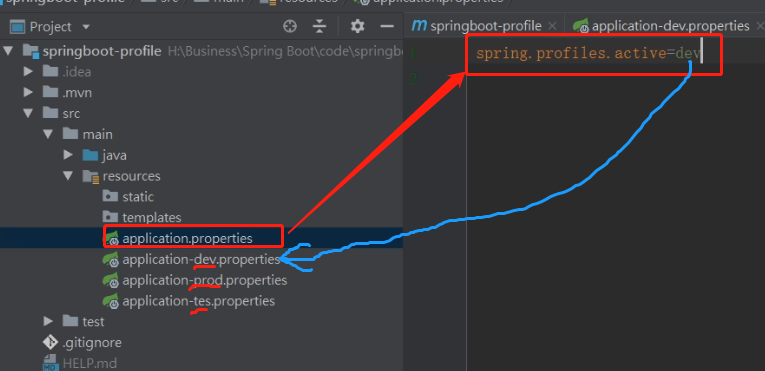 springboot-profile src main resources application.properties
Project
springboot-profile H:\Business\Spring Boot\code\springbo
.idea
.mvn
src
main
java
resources
static
templates
application.properties
application-dev.properties
application-prod.properties
application-tes.properties
test
.gitignore
HELP.md
springboot-profile
application-dev.properties
1 spring.profiles.active=dev
2